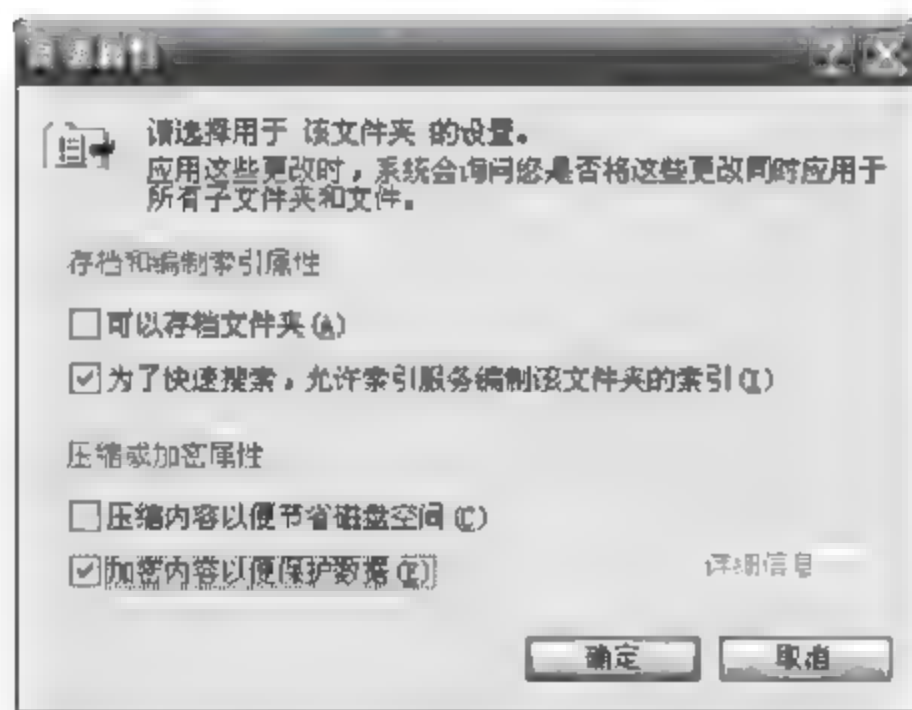 高级属性
请选择用于 该文件夹 的设置。
应用这些更改时，系统会询问您是否将这些更改同时应用于
所有子文件夹和文件。
存档和编制索引属性
可以存档文件夹(A)
为了快速搜索，允许索引服务编制该文件夹的索引(I)
压缩或加密属性
压缩内容以便节省磁盘空间(C)
加密内容以便保护数据(E)
详细信息
确定
取消